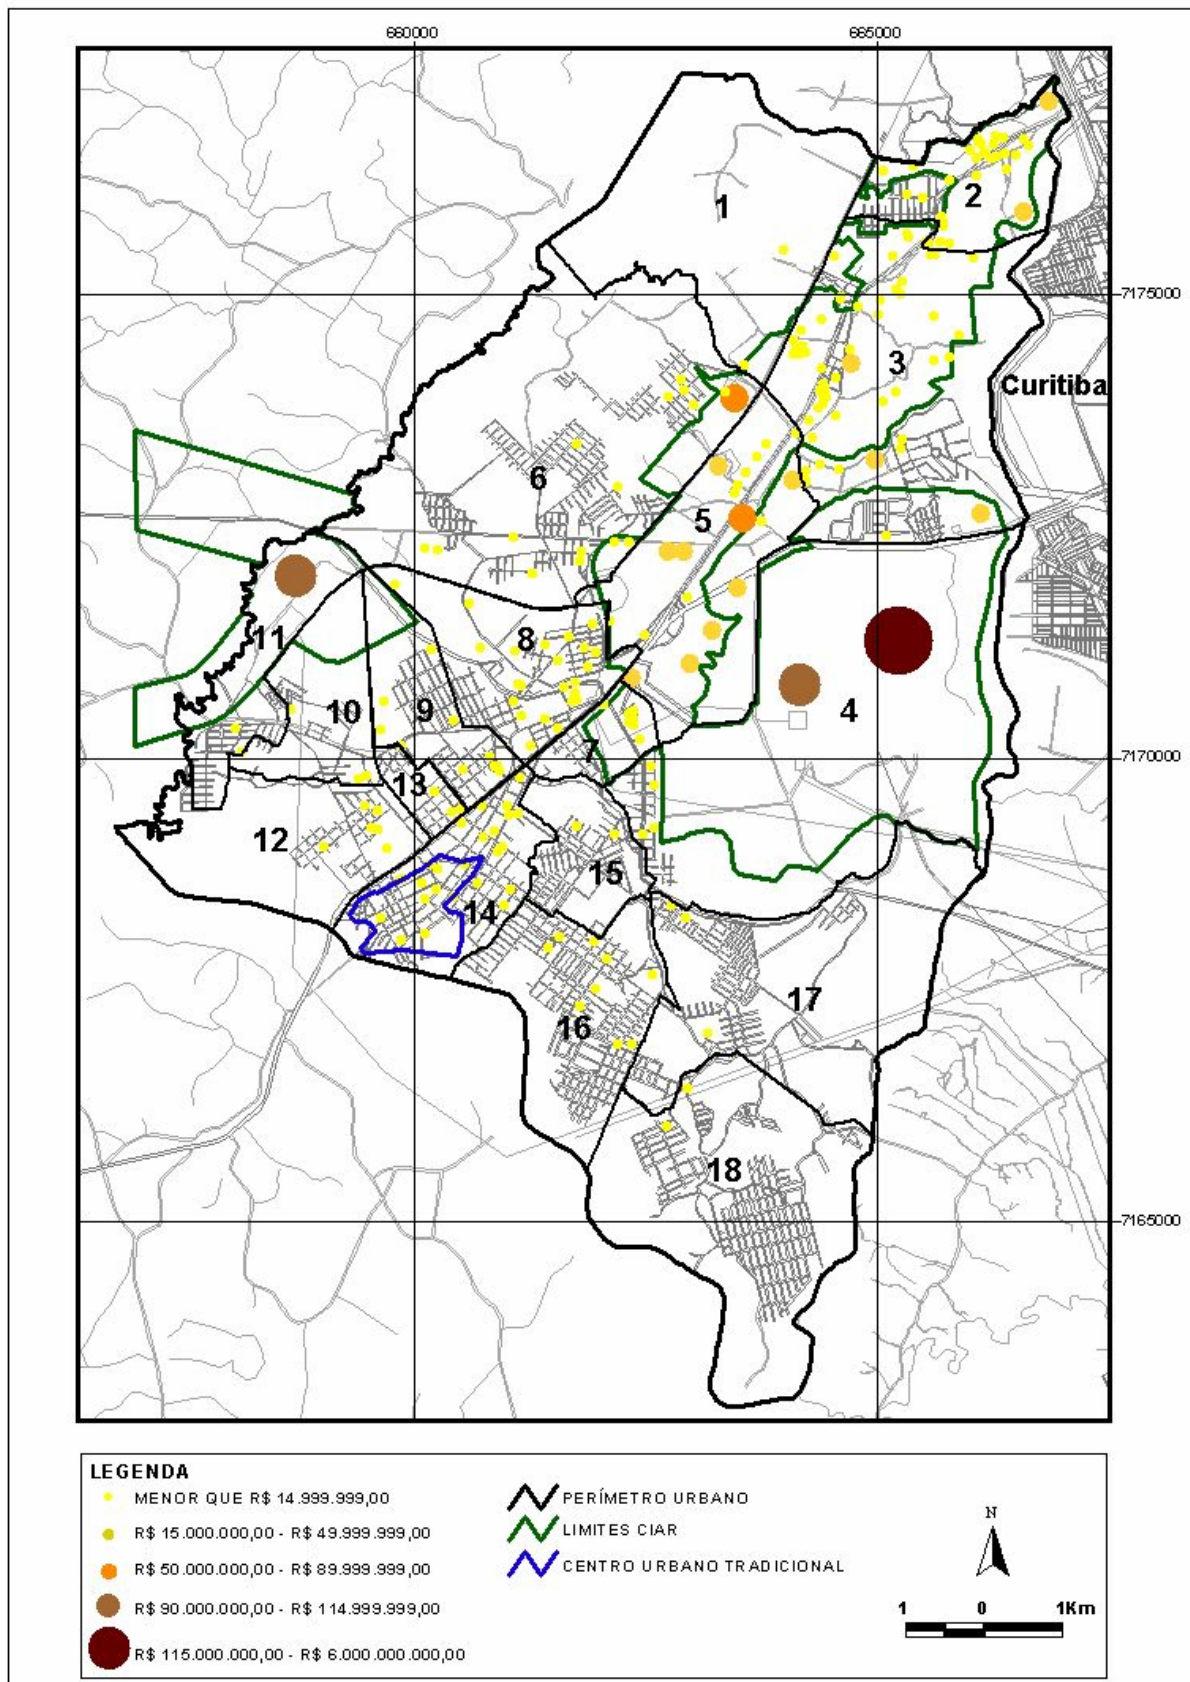 660000
665000
1
2
7175000
3
Curitiba
6
5
4
11
8
10
9
7
7170000
13
12
15
14
17
16
18
7165000
LEGENDA
MENOR QUE R$ 14.999.999,00
R$ 15.000.000,00 - R$ 49.999.999,00
R$ 50.000.000,00 - R$ 89.999.999,00
R$ 90.000.000,00 - R$ 114.999.999,00
R$ 115.000.000,00 - R$ 6.000.000.000,00
PERÍMETRO URBANO
LIMITES CIAR
CENTRO URBANO TRADICIONAL
N
1 0 1Km